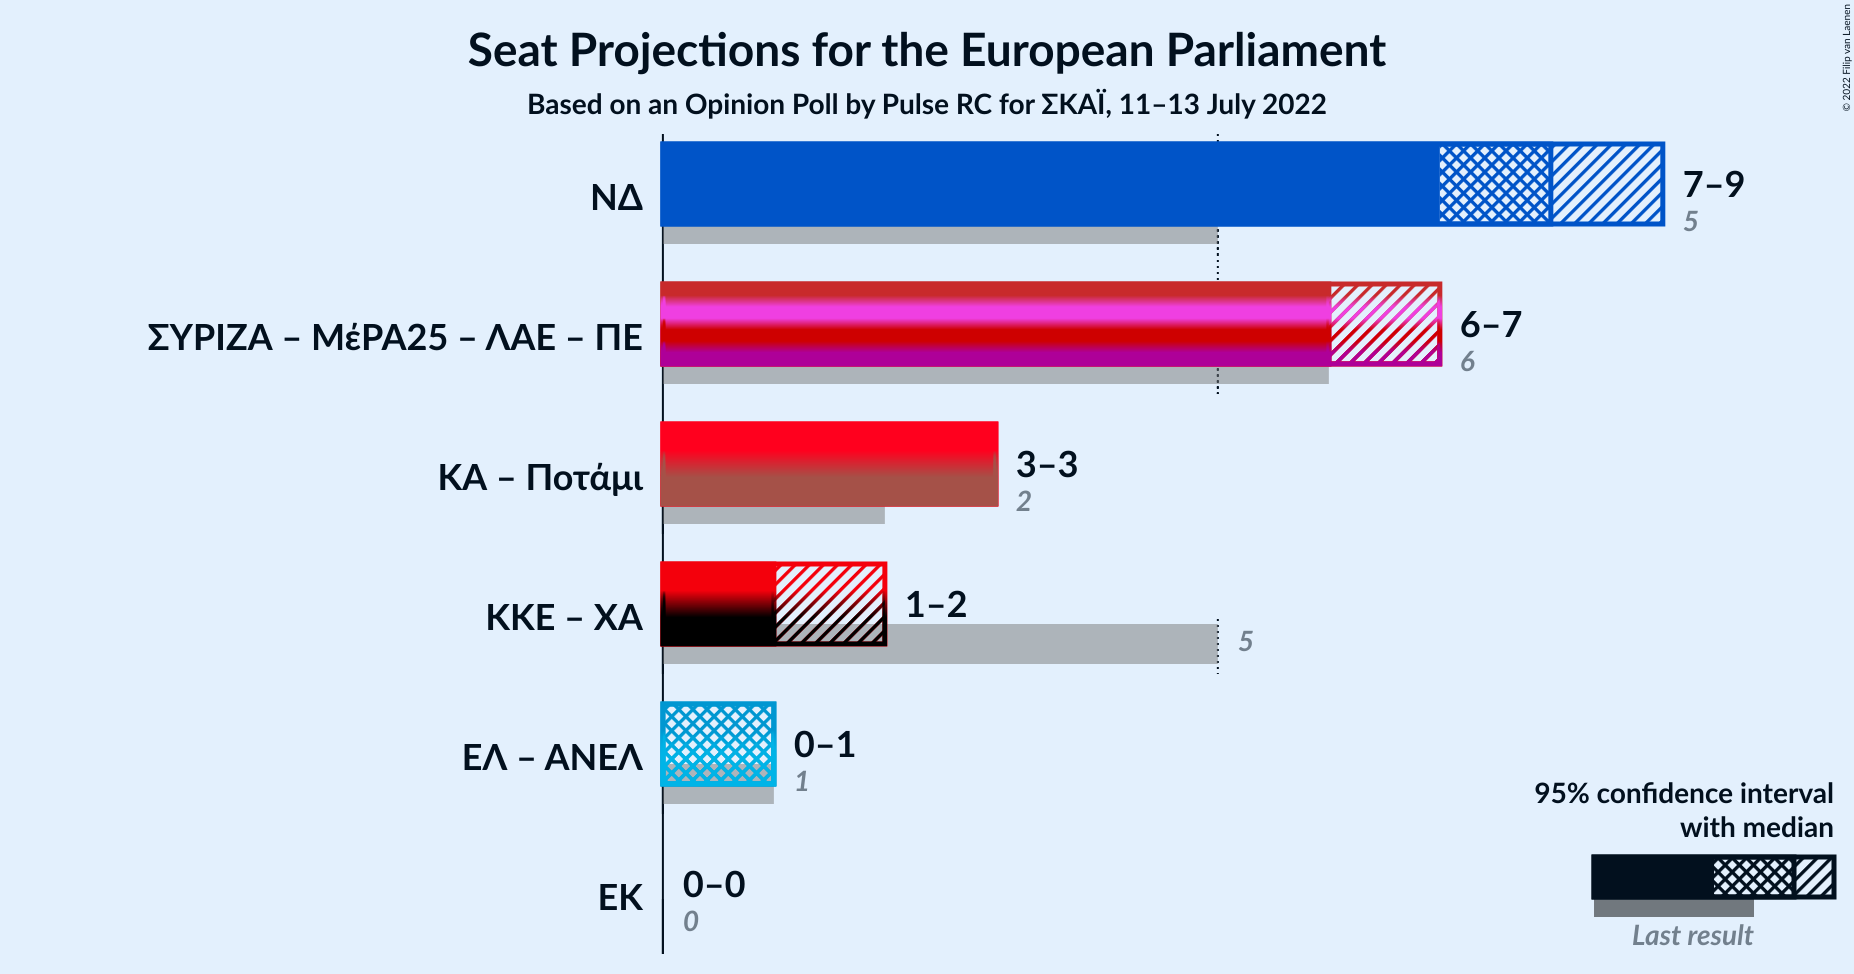 Seat Projections for the European Parliament
Based on an Opinion Poll by Pulse RC for ΣΚΑΪ, 11–13 July 2022
© 2022 Filip van Laenen
ΝΔ
7–9
5
ΣΥΡΙΖΑ – ΜέΡΑ25 – ΛΑΕ – ΠΕ
6–7
6
ΚΑ – Ποτάμι
3–3
2
ΚΚΕ – ΧΑ
1–2
5
ΕΛ – ΑΝΕΛ
0–1
1
ΕΚ
0–0
0
95% confidence interval
with median
Last result